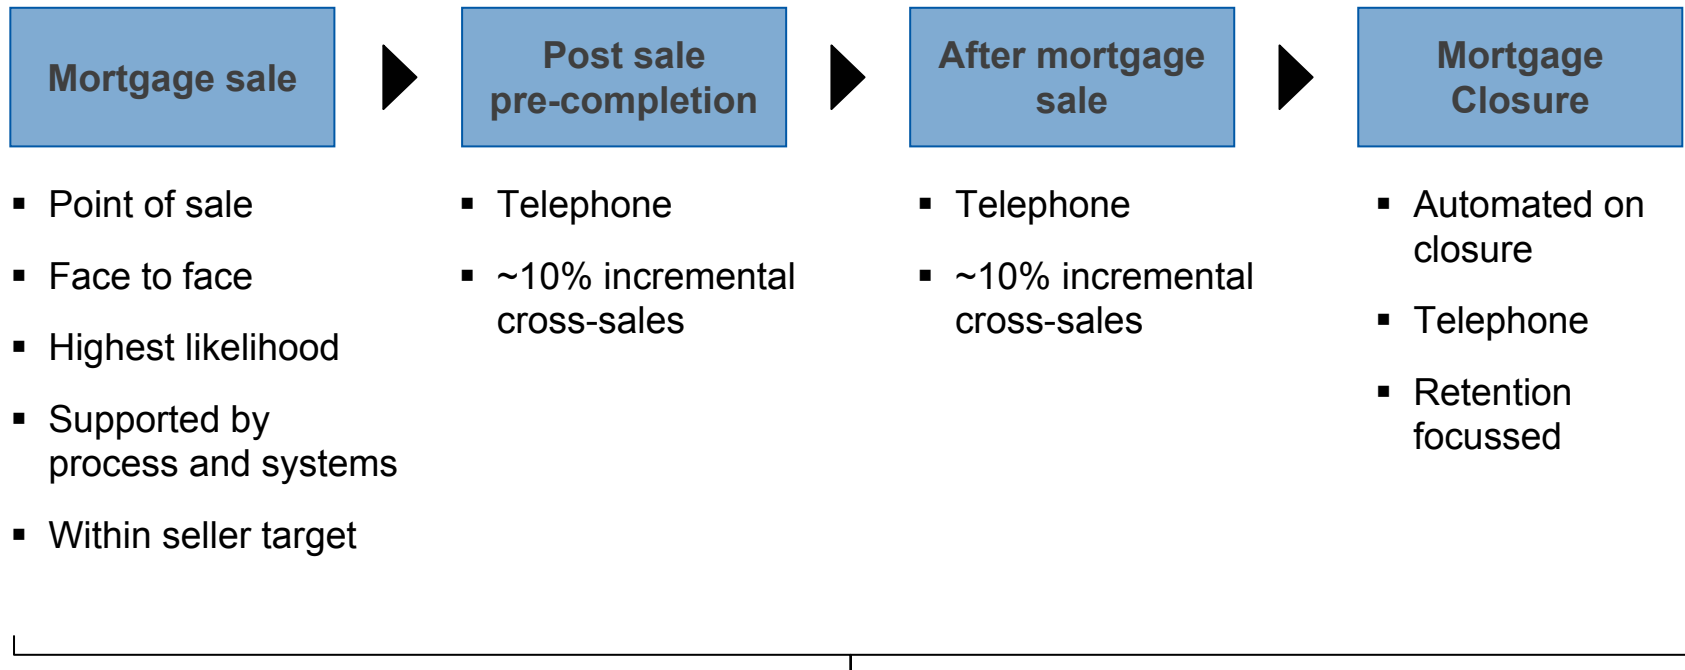 Mortgage sale
Post sale
pre-completion
After mortgage
sale
Mortgage
Closure
▪ Point of sale
▪ Face to face
▪ Highest likelihood
▪ Supported by
process and systems
▪ Within seller target
▪ Telephone
▪ ~10% incremental
cross-sales
▪ Telephone
▪ ~10% incremental
cross-sales
▪ Automated on
closure
▪ Telephone
▪ Retention
focussed